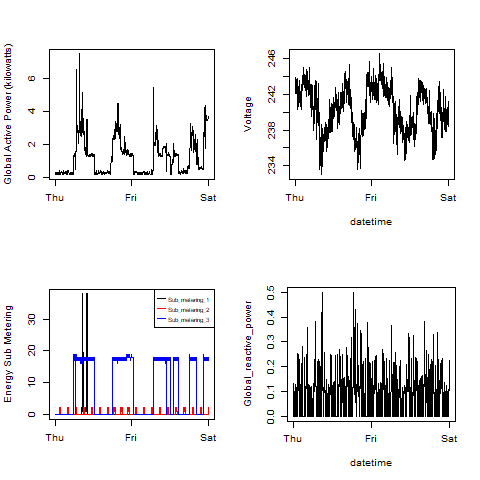 Global Active Power (kilowatts)
0 2 4 6
Thu Fri Sat
Voltage
234 238 242 246
Thu Fri Sat
datetime
Energy Sub Metering
0 10 20 30
Sub_metering_1
Sub_metering_2
Sub_metering_3
Thu Fri Sat
Global_reactive_power
0.0 0.1 0.2 0.3 0.4 0.5
Thu Fri Sat
datetime